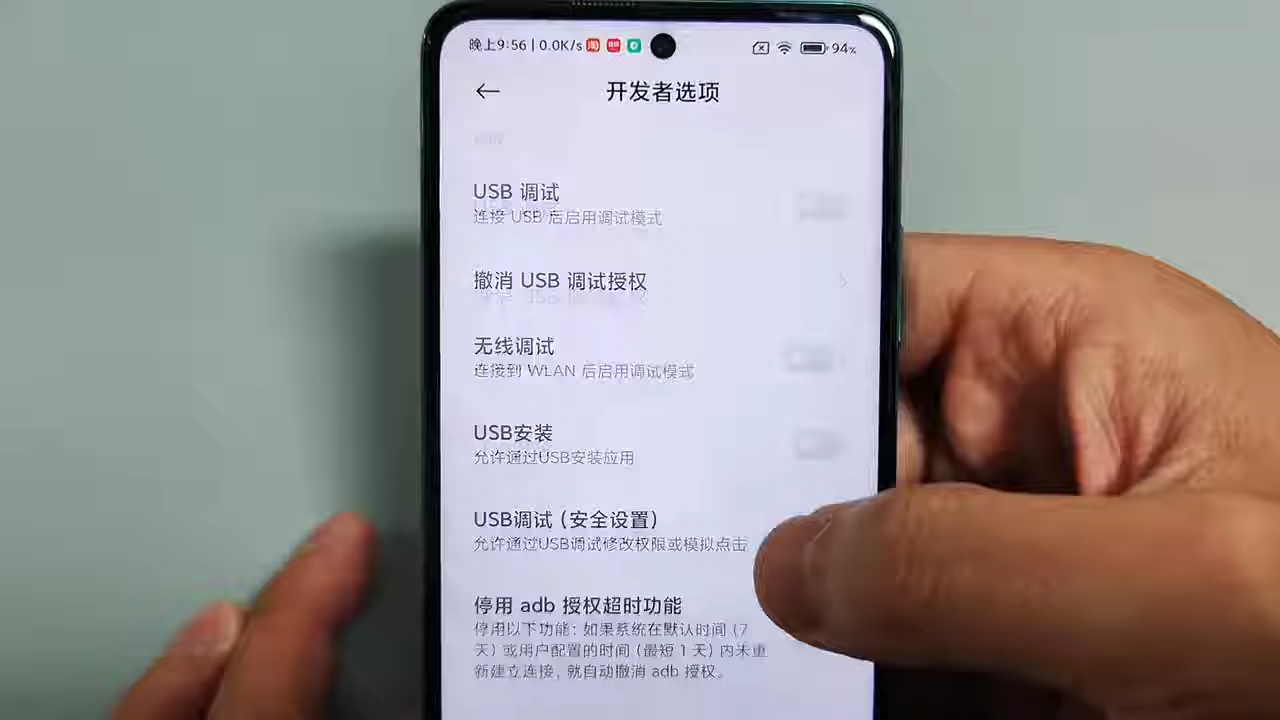 晚上9:56 | 0.0K/s 淘 94%
开发者选项
USB 调试
连接 USB 后启用调试模式
撤消 USB 调试授权
无线调试
连接到 WLAN 后启用调试模式
USB安装
允许通过USB安装应用
USB调试（安全设置）
允许通过USB调试修改权限或模拟点击
停用 adb 授权超时功能
停用以下功能：如果系统在默认时间（7
天）或用户配置的时间（最短 1 天）内未重
新建立连接，就自动撤消 adb 授权。